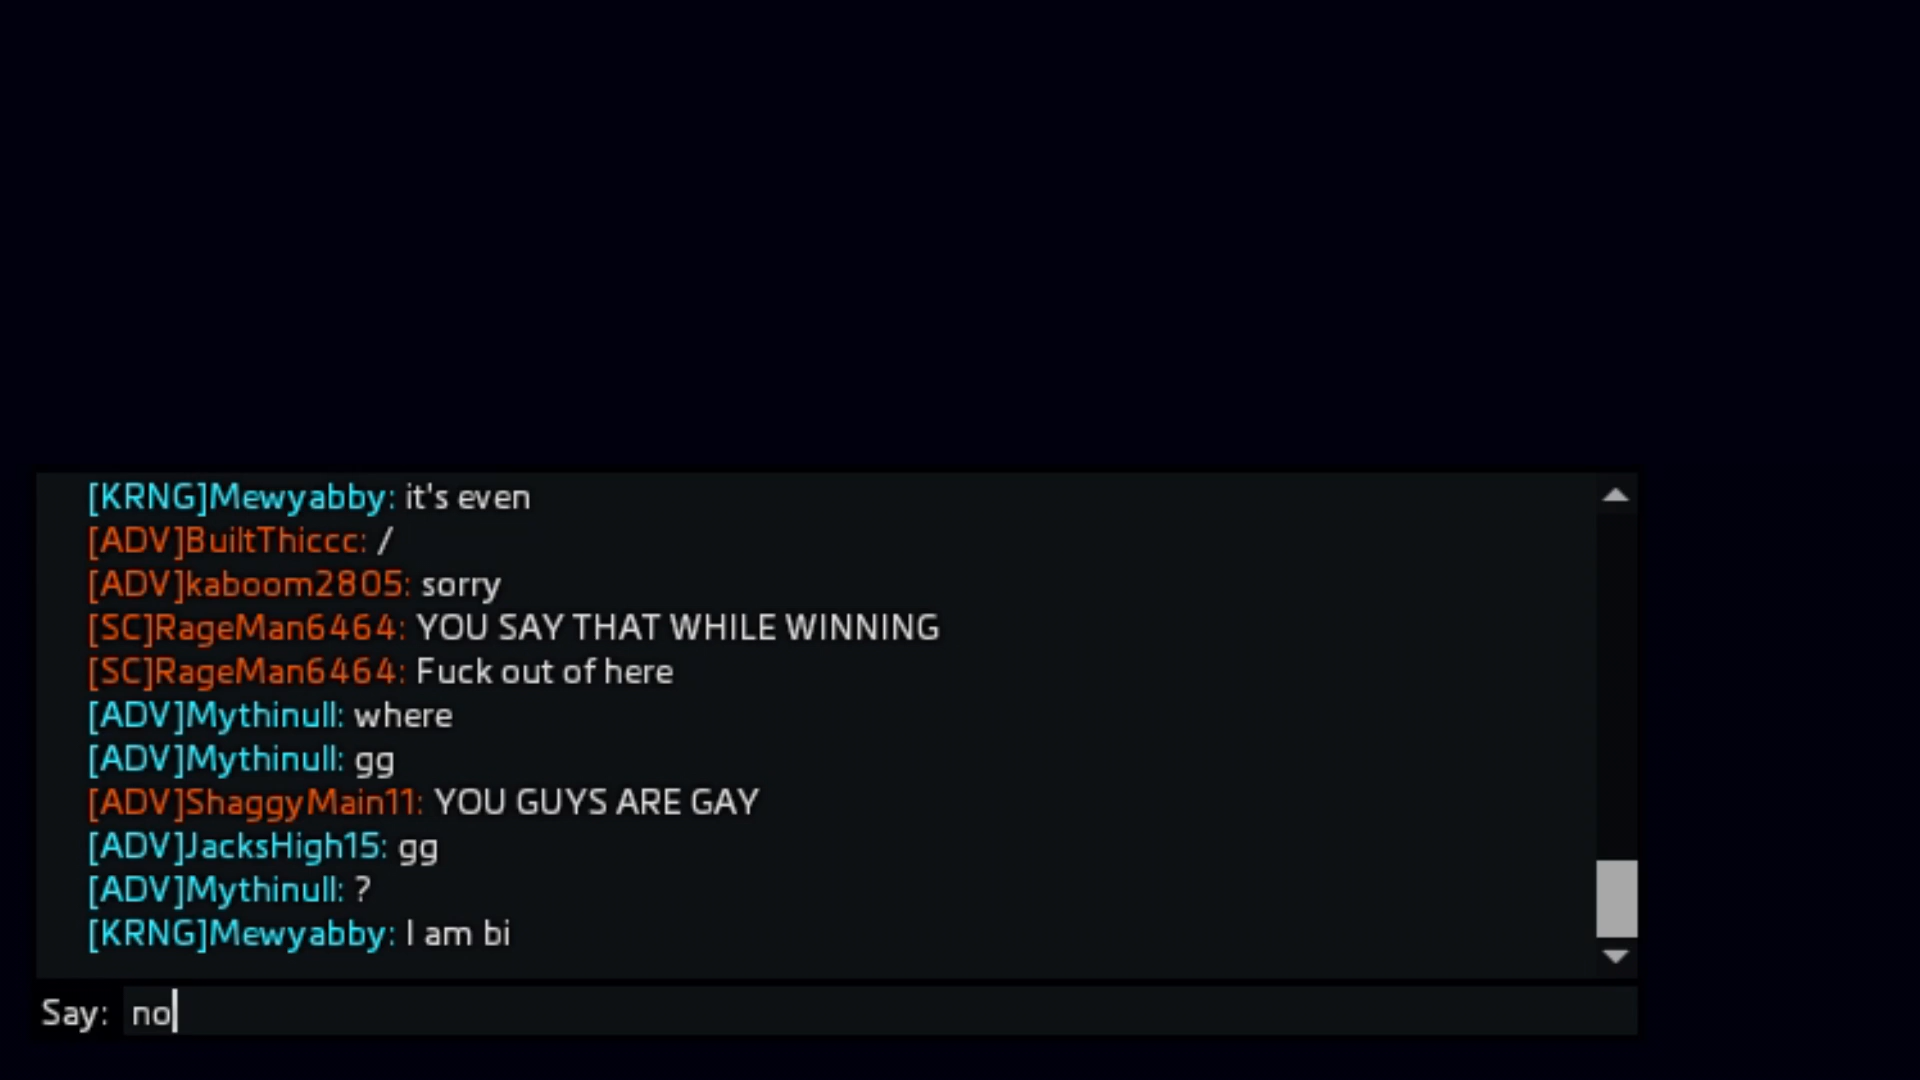 [KRNG]Mewyabby: it's even
[ADV]BuiltThiccc: /
[ADV]kaboom2805: sorry
[SC]RageMan6464: YOU SAY THAT WHILE WINNING
[SC]RageMan6464: Fuck out of here
[ADV]Mythinull: where
[ADV]Mythinull: gg
[ADV]ShaggyMain11: YOU GUYS ARE GAY
[ADV]JacksHigh15: gg
[ADV]Mythinull: ?
[KRNG]Mewyabby: I am bi
Say: no